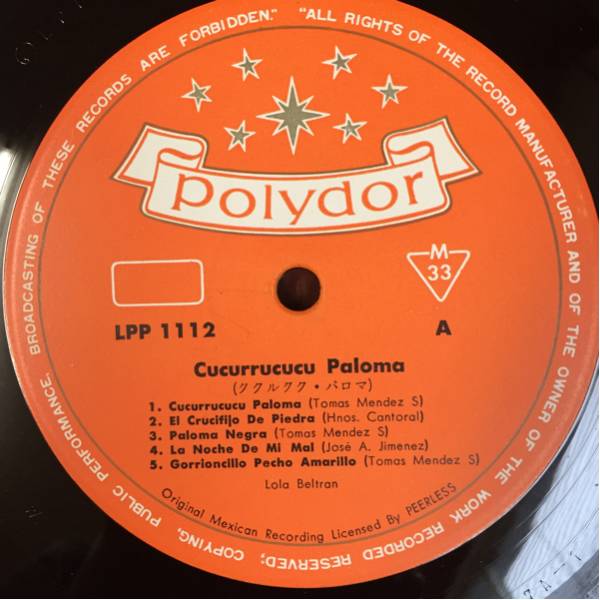 "ALL RIGHTS OF THE RECORD MANUFACTURER AND OF THE OWNER OF THE WORK RECORDED RESERVED; COPYING, PUBLIC PERFORMANCE, BROADCASTING OF THESE RECORDS ARE FORBIDDEN."
polydor
M
33
LPP 1112
A
Cucurrucucu Paloma
(ククルクク・パロマ)
1. Cucurrucucu Paloma (Tomas Mendez S)
2. El Crucifijo De Piedra (Hnos. Cantoral)
3. Paloma Negra (Tomas Mendez S)
4. La Noche De Mi Mal (José A. Jimenez)
5. Gorrioncillo Pecho Amarillo (Tomas Mendez S)
Lola Beltran
Original Mexican Recording Licensed By PEERLESS